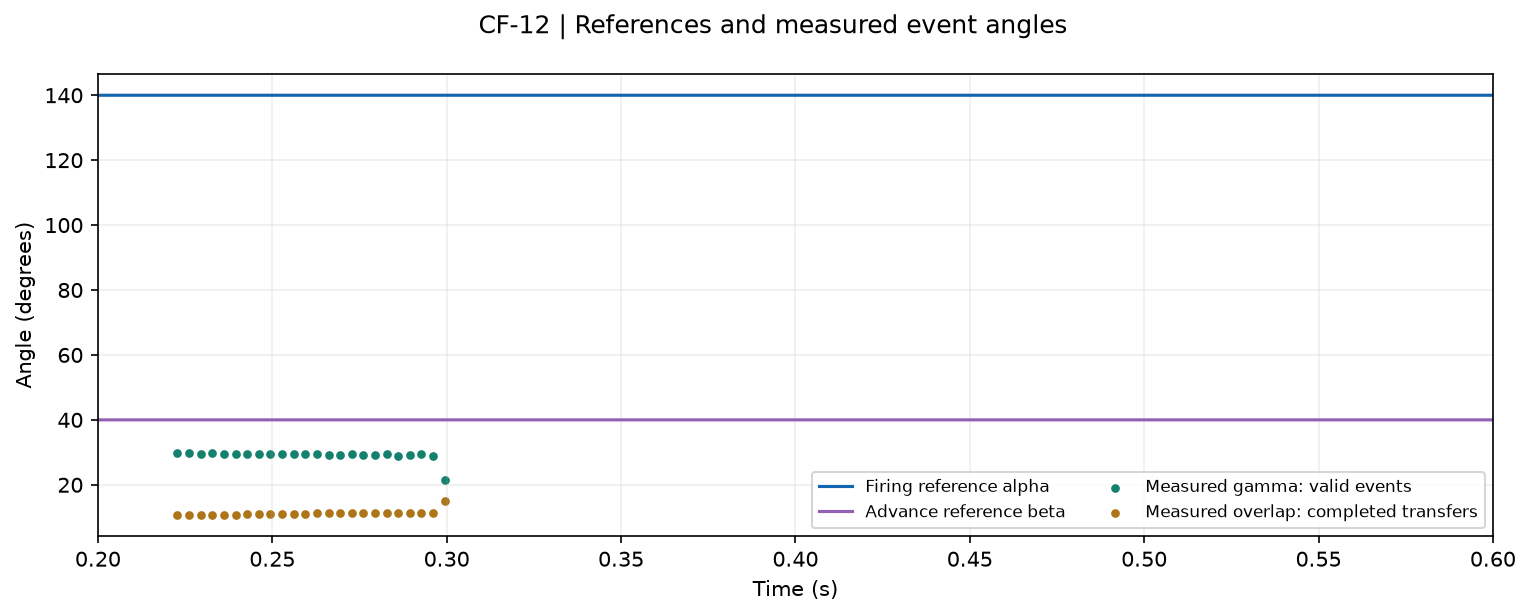 CF-12 | References and measured event angles
Angle (degrees)
140
120
100
80
60
40
20
Firing reference alpha
Advance reference beta
Measured gamma: valid events
Measured overlap: completed transfers
0.20 0.25 0.30 0.35 0.40 0.45 0.50 0.55 0.60
Time (s)